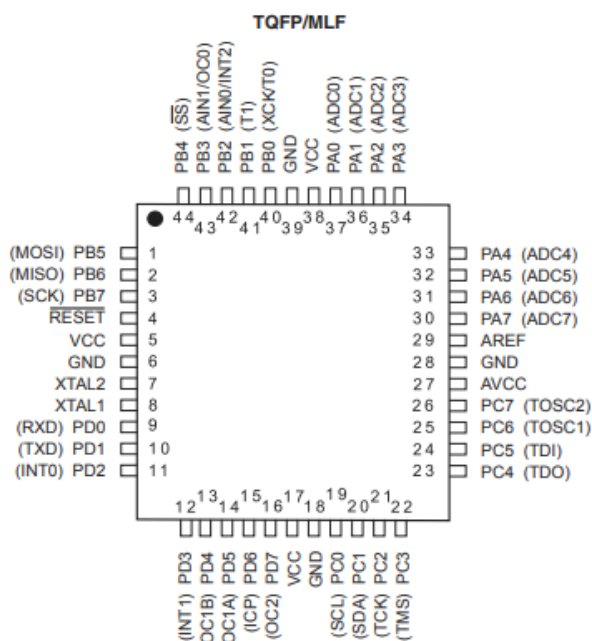 TQFP/MLF
PB4 (SS)
PB3 (AIN1/OC0)
PB2 (AIN0/INT2)
PB1 (T1)
PB0 (XCK/T0)
GND
VCC
PA0 (ADC0)
PA1 (ADC1)
PA2 (ADC2)
PA3 (ADC3)
44 43 42 41 40 39 38 37 36 35 34
(MOSI) PB5 1
(MISO) PB6 2
(SCK) PB7 3
RESET 4
VCC 5
GND 6
XTAL2 7
XTAL1 8
(RXD) PD0 9
(TXD) PD1 10
(INT0) PD2 11
33 PA4 (ADC4)
32 PA5 (ADC5)
31 PA6 (ADC6)
30 PA7 (ADC7)
29 AREF
28 GND
27 AVCC
26 PC7 (TOSC2)
25 PC6 (TOSC1)
24 PC5 (TDI)
23 PC4 (TDO)
12 13 14 15 16 17 18 19 20 21 22
(INT1) PD3
OC1B) PD4
OC1A) PD5
(ICP) PD6
(OC2) PD7
VCC
GND
(SCL) PC0
(SDA) PC1
(TCK) PC2
(TMS) PC3